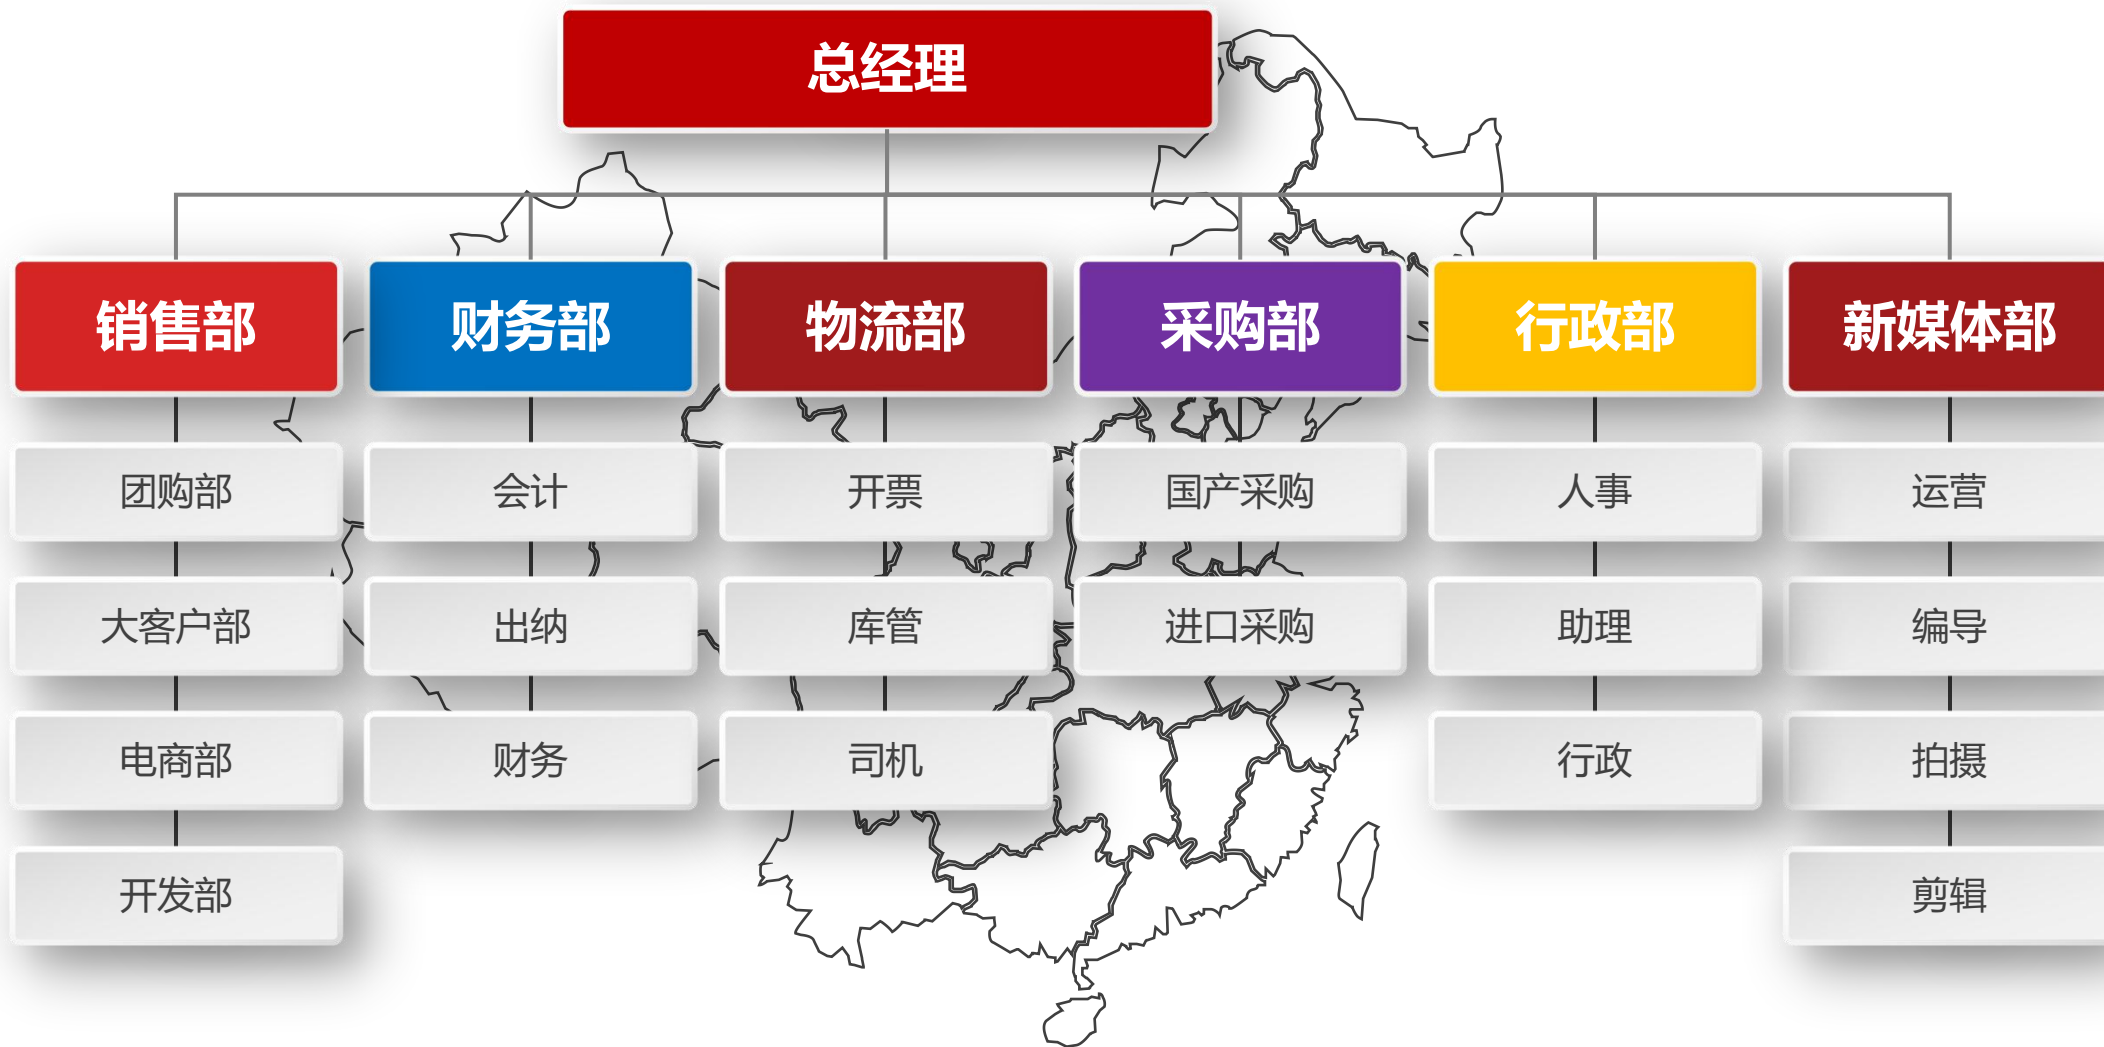 总经理
销售部
财务部
物流部
采购部
行政部
新媒体部
团购部
会计
开票
国产采购
人事
运营
大客户部
出纳
库管
进口采购
助理
编导
电商部
财务
司机
行政
拍摄
开发部
剪辑